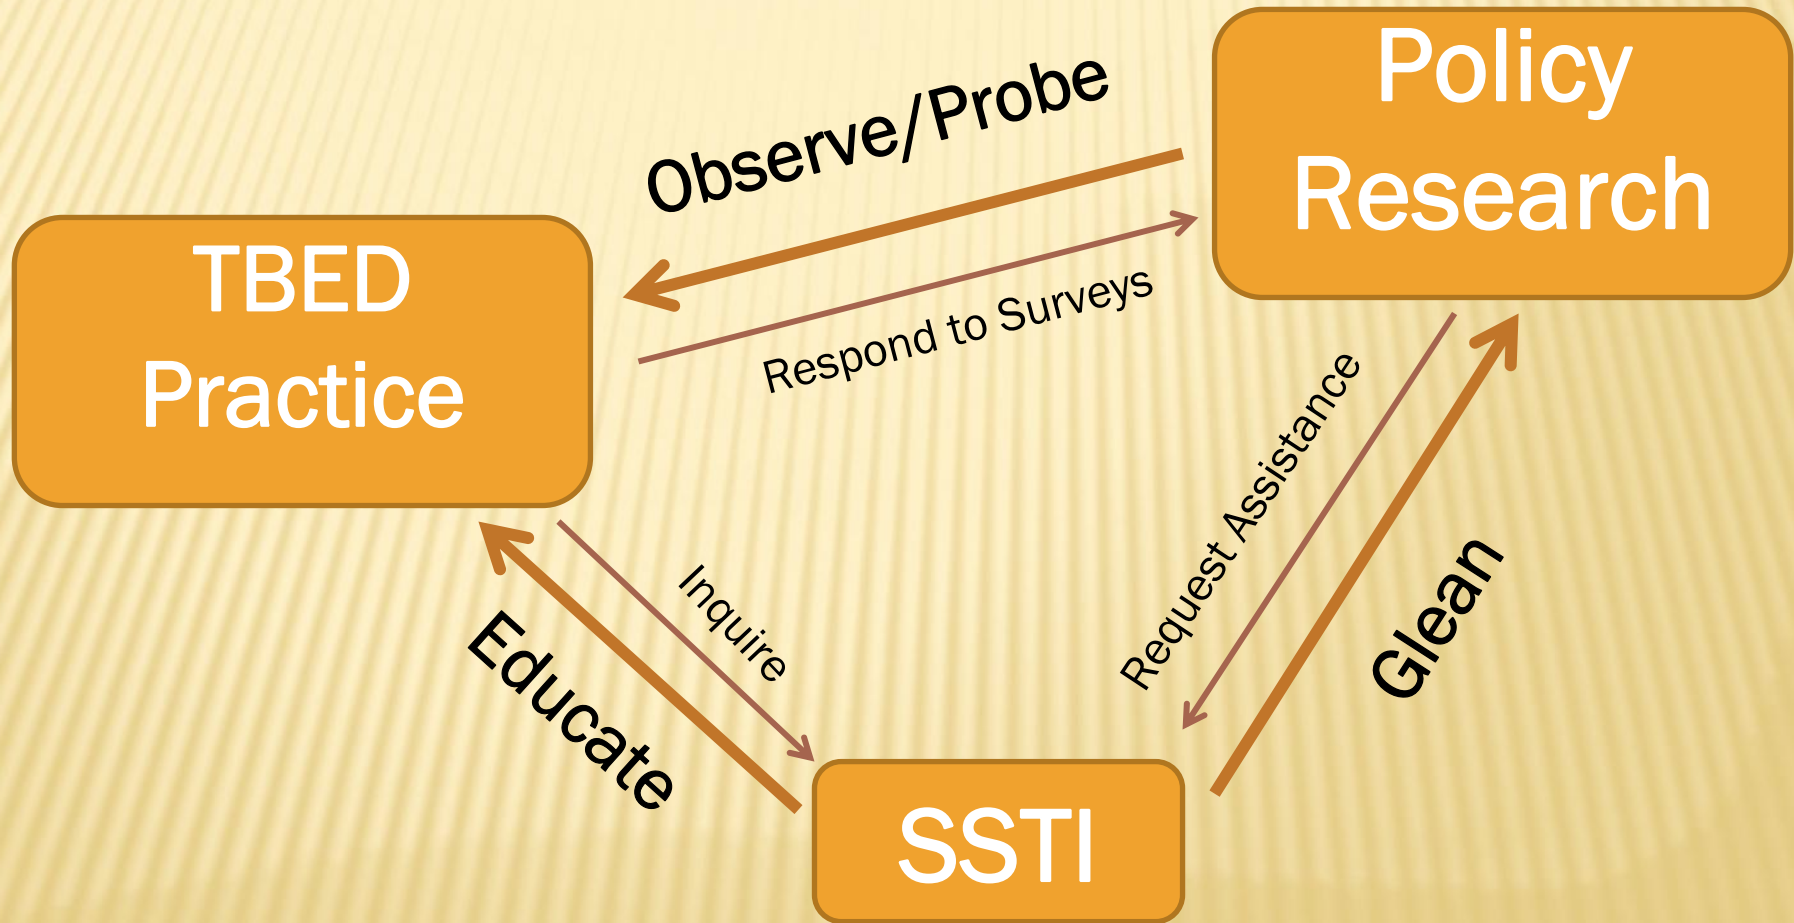 Policy
Research
Observe/Probe
TBED
Practice
Respond to Surveys
Request Assistance
Inquire
Glean
Educate
SSTI